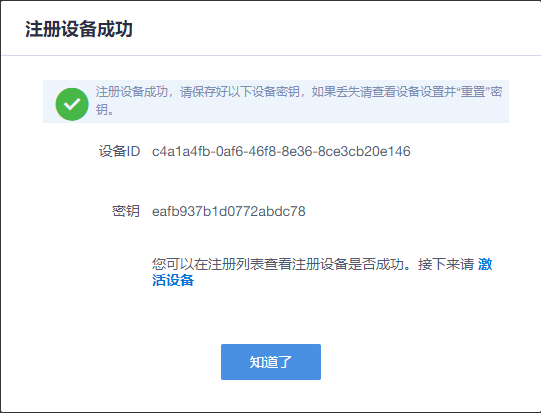 注册设备成功
注册设备成功，请保存好以下设备密钥，如果丢失请查看设备设置并“重置”密
钥。
设备ID c4a1a4fb-0af6-46f8-8e36-8ce3cb20e146
密钥 eafb937b1d0772abdc78
您可以在注册列表查看注册设备是否成功。接下来请 激
活设备
知道了